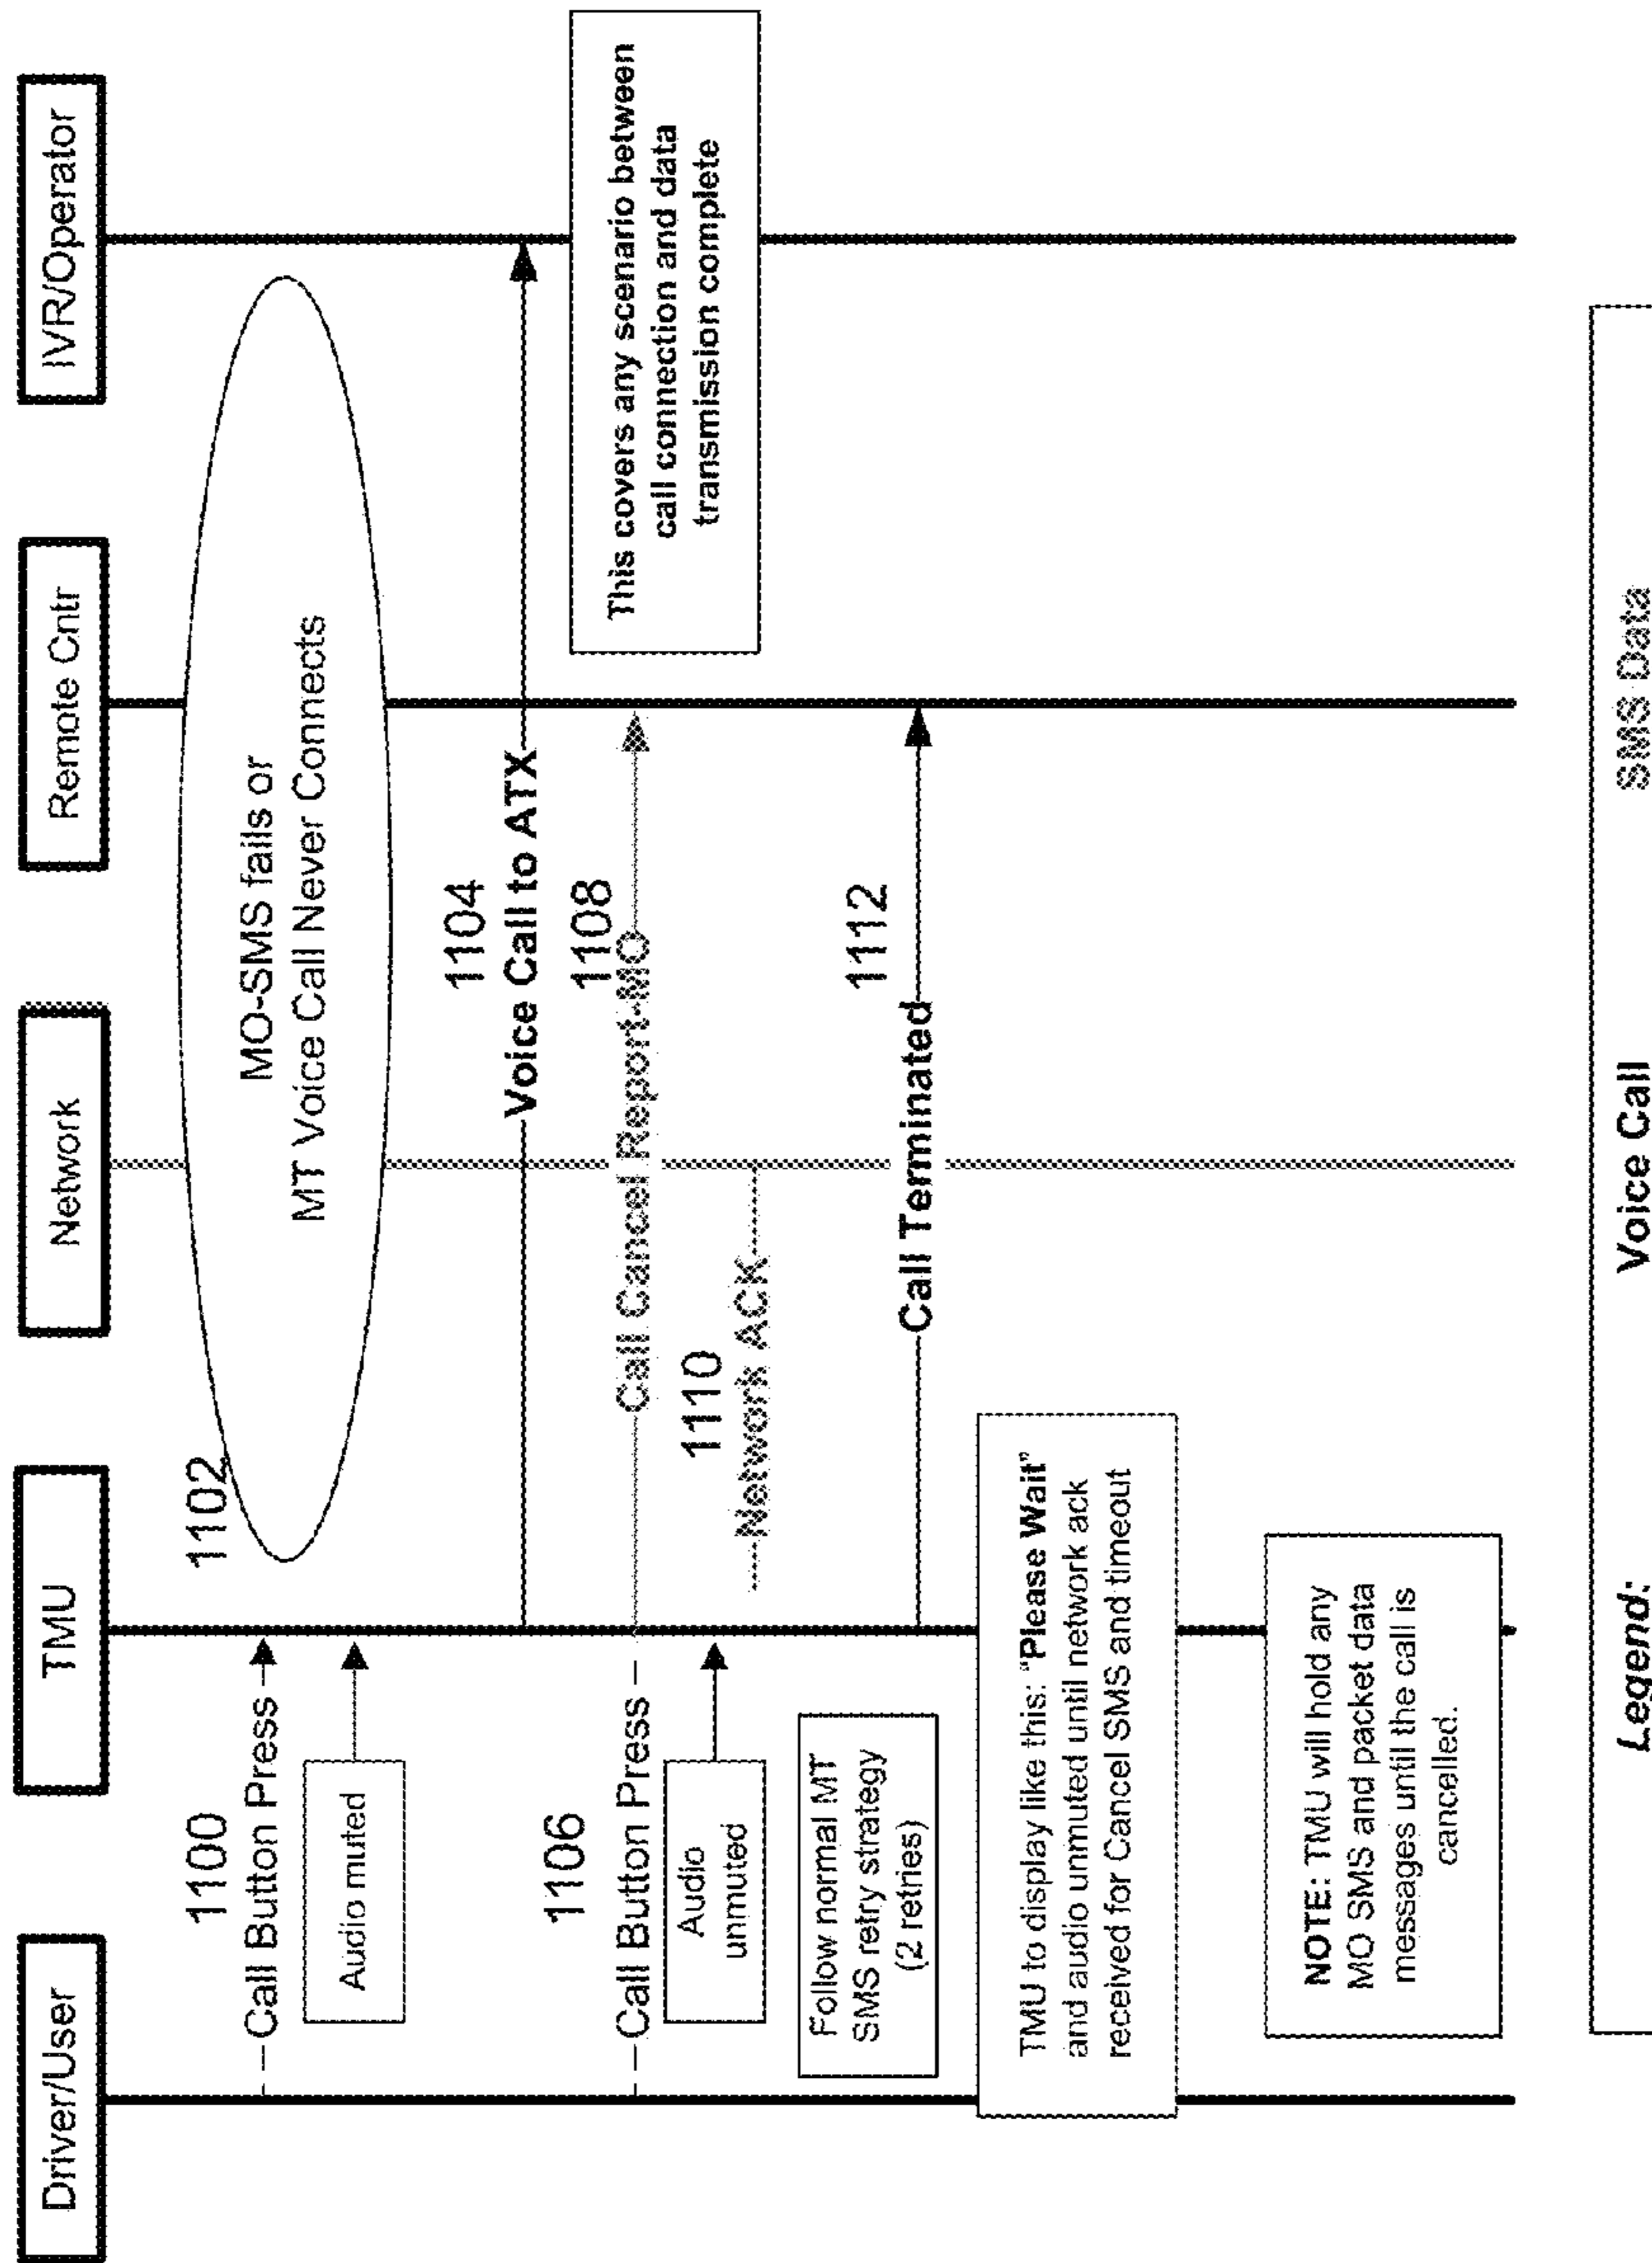 Driver/User
TMU
Network
Remote Cntr
IVR/Operator
1100
Call Button Press
Audio muted
1102
MO-SMS fails or
MT Voice Call Never Connects
1104
Voice Call to ATX
1106
Call Button Press
Audio
unmuted
1108
Call Cancel Report-MO
This covers any scenario between
call connection and data
transmission complete
1110
Network ACK
Follow normal MT
SMS retry strategy
(2 retries)
1112
Call Terminated
TMU to display like this: "Please Wait"
and audio unmuted until network ack
received for Cancel SMS and timeout
NOTE: TMU will hold any
MO SMS and packet data
messages until the call is
cancelled.
Legend:
Voice Call
SMS Data